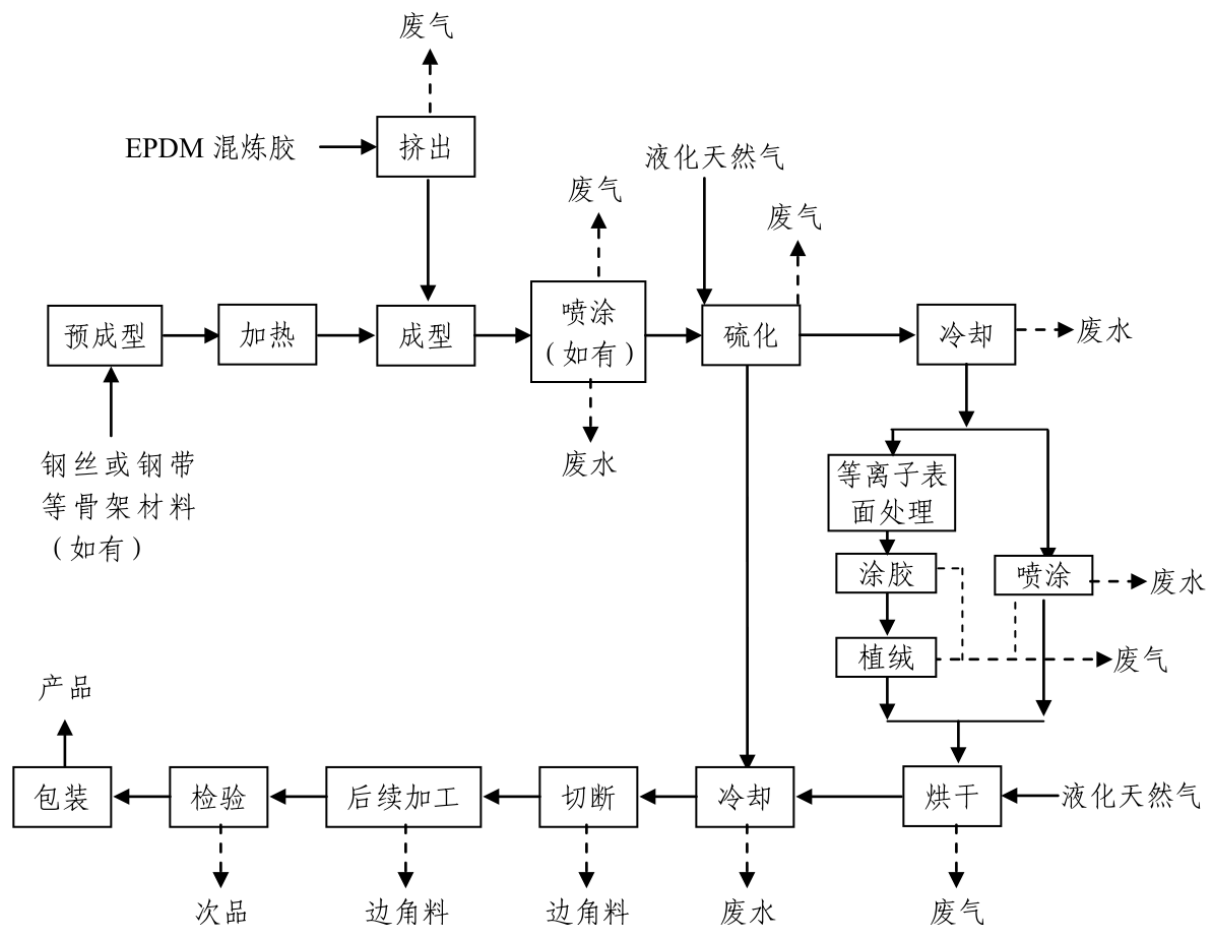 废气
EPDM 混炼胶
挤出
液化天然气
废气
废气
预成型
加热
成型
喷涂
（如有）
硫化
冷却
废水
钢丝或钢带
等骨架材料
（如有）
废水
等离子表
面处理
涂胶
喷涂
废水
植绒
废气
产品
包装
检验
后续加工
切断
冷却
烘干
液化天然气
次品
边角料
边角料
废水
废气